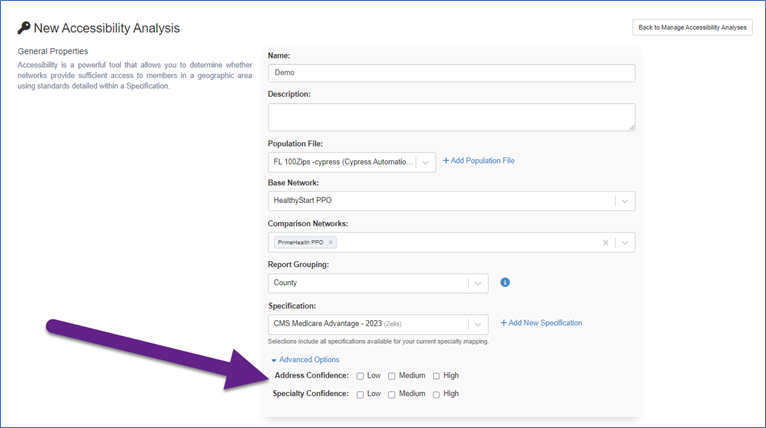 New Accessibility Analysis
Back to Manage Accessibility Analyses
General Properties
Accessibility is a powerful tool that allows you to determine whether
networks provide sufficient access to members in a geographic area
using standards detailed within a Specification.
Name:
Demo
Description:
Population File:
FL 100Zips -cypress (Cypress Automatio...
+ Add Population File
Base Network:
HealthyStart PPO
Comparison Networks:
PrimeHealth PPO ×
Report Grouping:
County
Specification:
CMS Medicare Advantage - 2023 (Zelis)
+ Add New Specification
Selections include all specifications available for your current specialty mapping.
Advanced Options
Address Confidence: Low Medium High
Specialty Confidence: Low Medium High